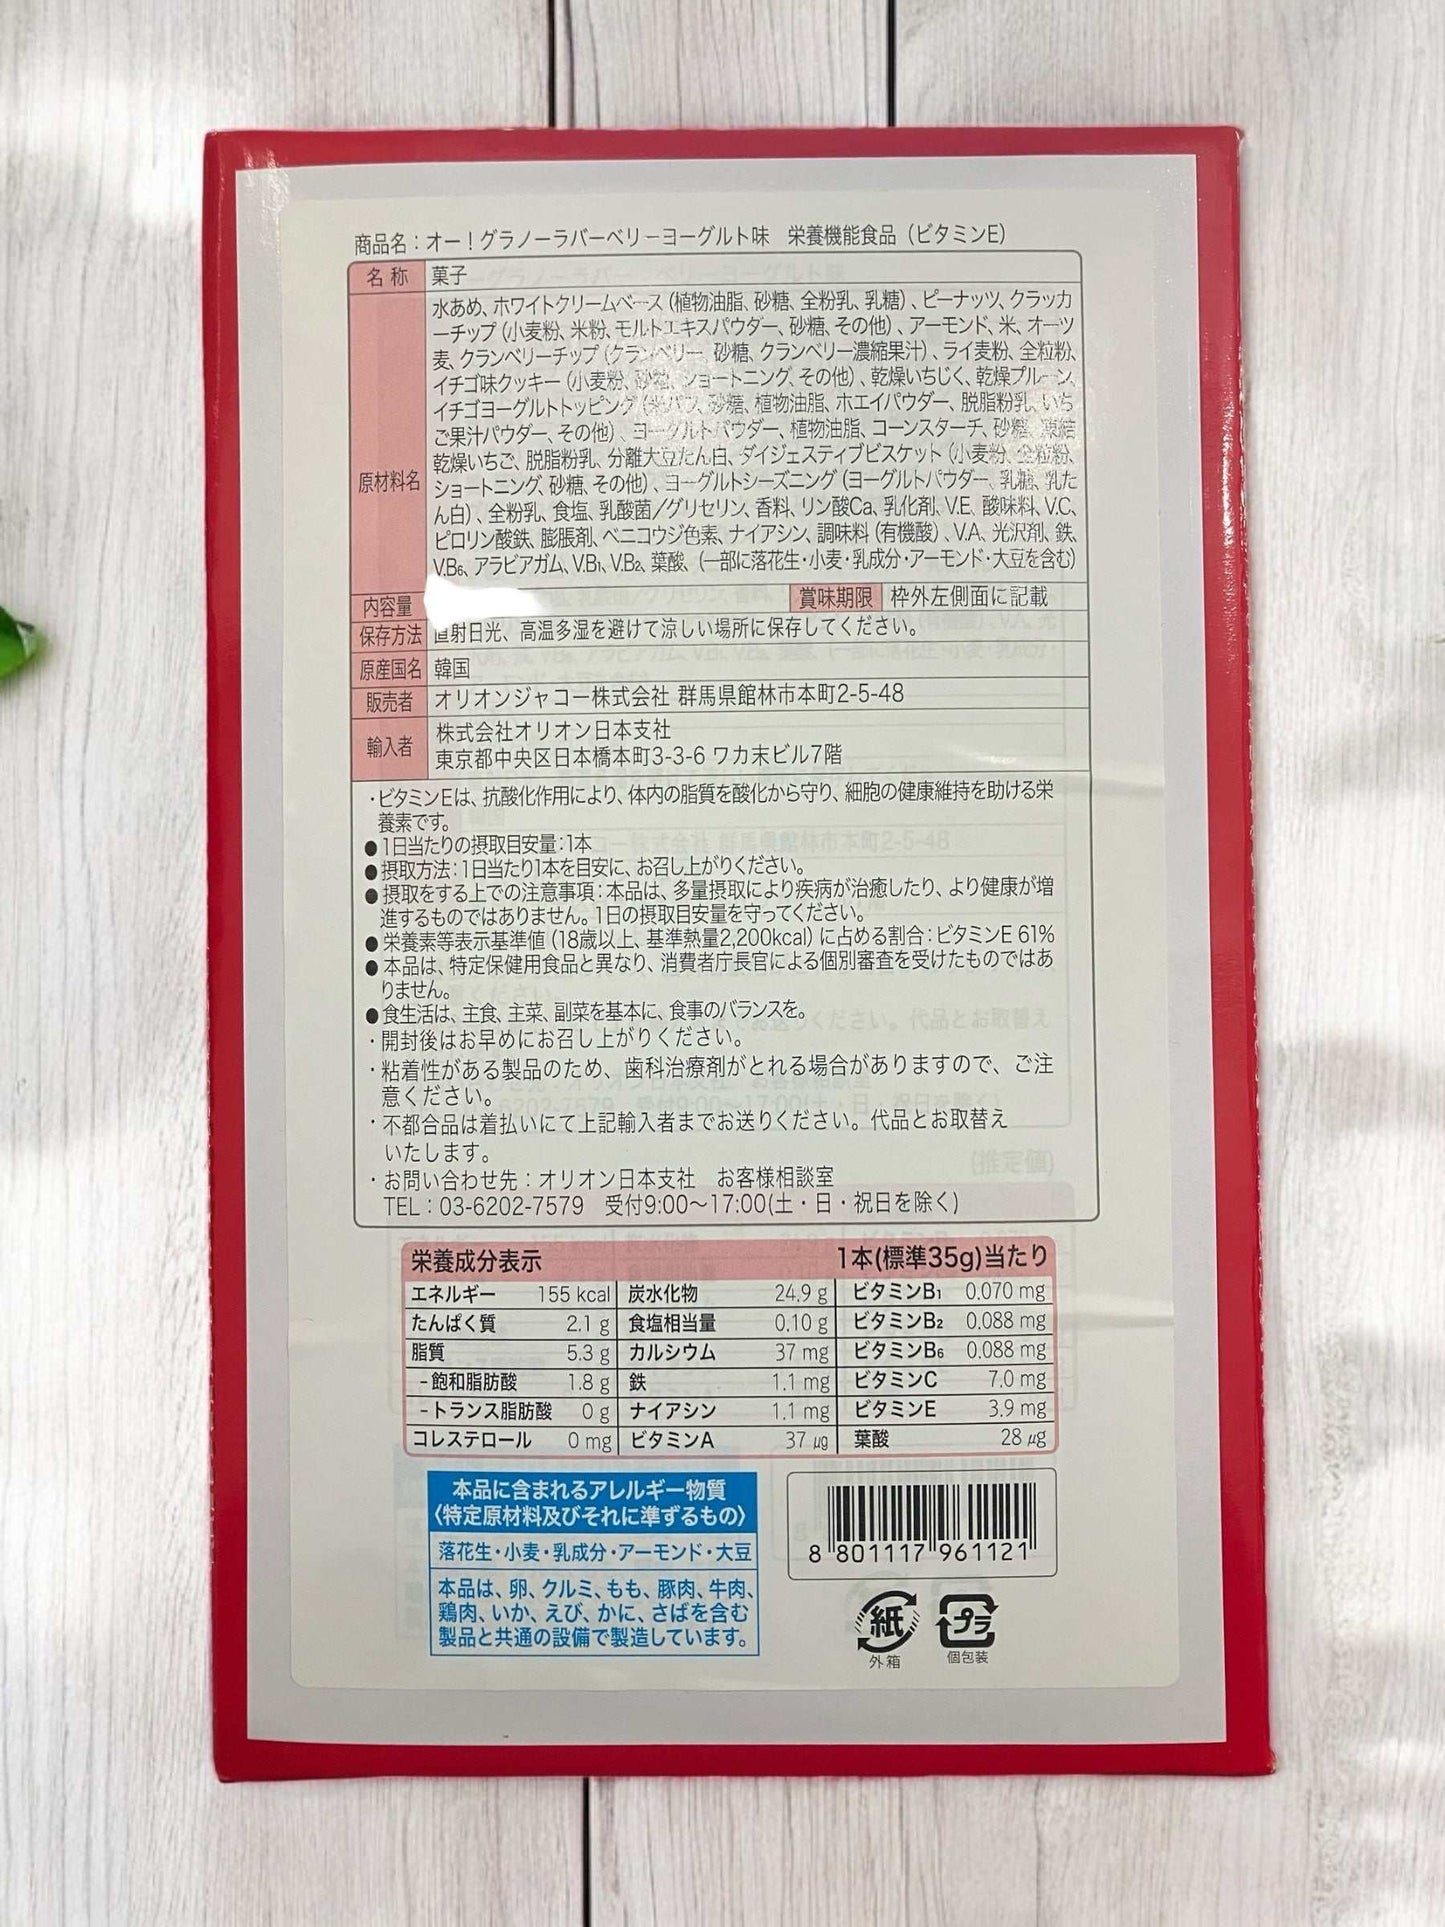 商品名：オー！グラノーラバーベリーヨーグルト味　栄養機能食品（ビタミンE）
名 称　菓子
原材料名
水あめ、ホワイトクリームベース（植物油脂、砂糖、全粉乳、乳糖）、ピーナッツ、クラッカ
ーチップ（小麦粉、米粉、モルトエキスパウダー、砂糖、その他）、アーモンド、米、オーツ
麦、クランベリーチップ（クランベリー、砂糖、クランベリー濃縮果汁）、ライ麦粉、全粒粉、
イチゴ味クッキー（小麦粉、砂糖、ショートニング、その他）、乾燥いちじく、乾燥プルーン、
イチゴヨーグルトトッピング（米パフ、砂糖、植物油脂、ホエイパウダー、脱脂粉乳、いち
ご果汁パウダー、その他）、ヨーグルトパウダー、植物油脂、コーンスターチ、砂糖、凍結
乾燥いちご、脱脂粉乳、分離大豆たん白、ダイジェスティブビスケット（小麦粉、全粒粉、
ショートニング、砂糖、その他）、ヨーグルトシーズニング（ヨーグルトパウダー、乳糖、乳た
ん白）、全粉乳、食塩、乳酸菌／グリセリン、香料、リン酸Ca、乳化剤、V.E、酸味料、V.C、
ピロリン酸鉄、膨脹剤、ベニコウジ色素、ナイアシン、調味料（有機酸）、V.A、光沢剤、鉄、
V.B₆、アラビアガム、V.B₁、V.B₂、葉酸、（一部に落花生・小麦・乳成分・アーモンド・大豆を含む）
内容量　賞味期限　枠外左側面に記載
保存方法　直射日光、高温多湿を避けて涼しい場所に保存してください。
原産国名　韓国
販売者　オリオンジャコー株式会社 群馬県館林市本町2-5-48
輸入者　株式会社オリオン日本支社
東京都中央区日本橋本町3-3-6 ワカ末ビル7階
・ビタミンEは、抗酸化作用により、体内の脂質を酸化から守り、細胞の健康維持を助ける栄
養素です。
●1日当たりの摂取目安量：1本
●摂取方法：1日当たり1本を目安に、お召し上がりください。
●摂取をする上での注意事項：本品は、多量摂取により疾病が治癒したり、より健康が増
進するものではありません。1日の摂取目安量を守ってください。
●栄養素等表示基準値（18歳以上、基準熱量2,200kcal）に占める割合：ビタミンE 61%
●本品は、特定保健用食品と異なり、消費者庁長官による個別審査を受けたものではあ
りません。
●食生活は、主食、主菜、副菜を基本に、食事のバランスを。
・開封後はお早めにお召し上がりください。
・粘着性がある製品のため、歯科治療剤がとれる場合がありますので、ご注
意ください。
・不都合品は着払いにて上記輸入者までお送りください。代品とお取替え
いたします。
・お問い合わせ先：オリオン日本支社　お客様相談室
TEL：03-6202-7579　受付9:00〜17:00(土・日・祝日を除く)
栄養成分表示　1本(標準35g)当たり
エネルギー 155 kcal　炭水化物 24.9 g　ビタミンB₁ 0.070 mg
たんぱく質 2.1 g　食塩相当量 0.10 g　ビタミンB₂ 0.088 mg
脂質 5.3 g　カルシウム 37 mg　ビタミンB₆ 0.088 mg
-飽和脂肪酸 1.8 g　鉄 1.1 mg　ビタミンC 7.0 mg
-トランス脂肪酸 0 g　ナイアシン 1.1 mg　ビタミンE 3.9 mg
コレステロール 0 mg　ビタミンA 37 μg　葉酸 28 μg
本品に含まれるアレルギー物質
〈特定原材料及びそれに準ずるもの〉
落花生・小麦・乳成分・アーモンド・大豆
本品は、卵、クルミ、もも、豚肉、牛肉、
鶏肉、いか、えび、かに、さばを含む
製品と共通の設備で製造しています。
8 801117 961121
紙
外箱
プラ
個包装